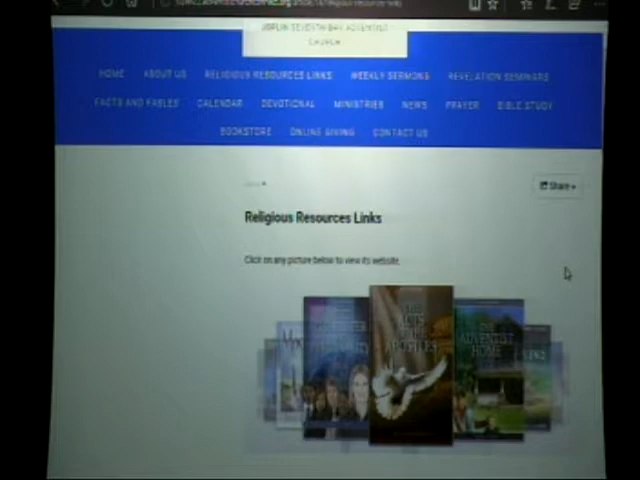 JOPLIN SEVENTH-DAY ADVENTIST
CHURCH
HOME ABOUT US RELIGIOUS RESOURCES LINKS WEEKLY SERMONS REVELATION SEMINARS
FACTS AND FABLES CALENDAR DEVOTIONAL MINISTRIES NEWS PRAYER BIBLE STUDY
BOOKSTORE ONLINE GIVING CONTACT US
Share
Religious Resources Links
Click on any picture below to view its website.
THE
ACTS
OF THE
APOSTLES
THE
ADVENTIST
HOME